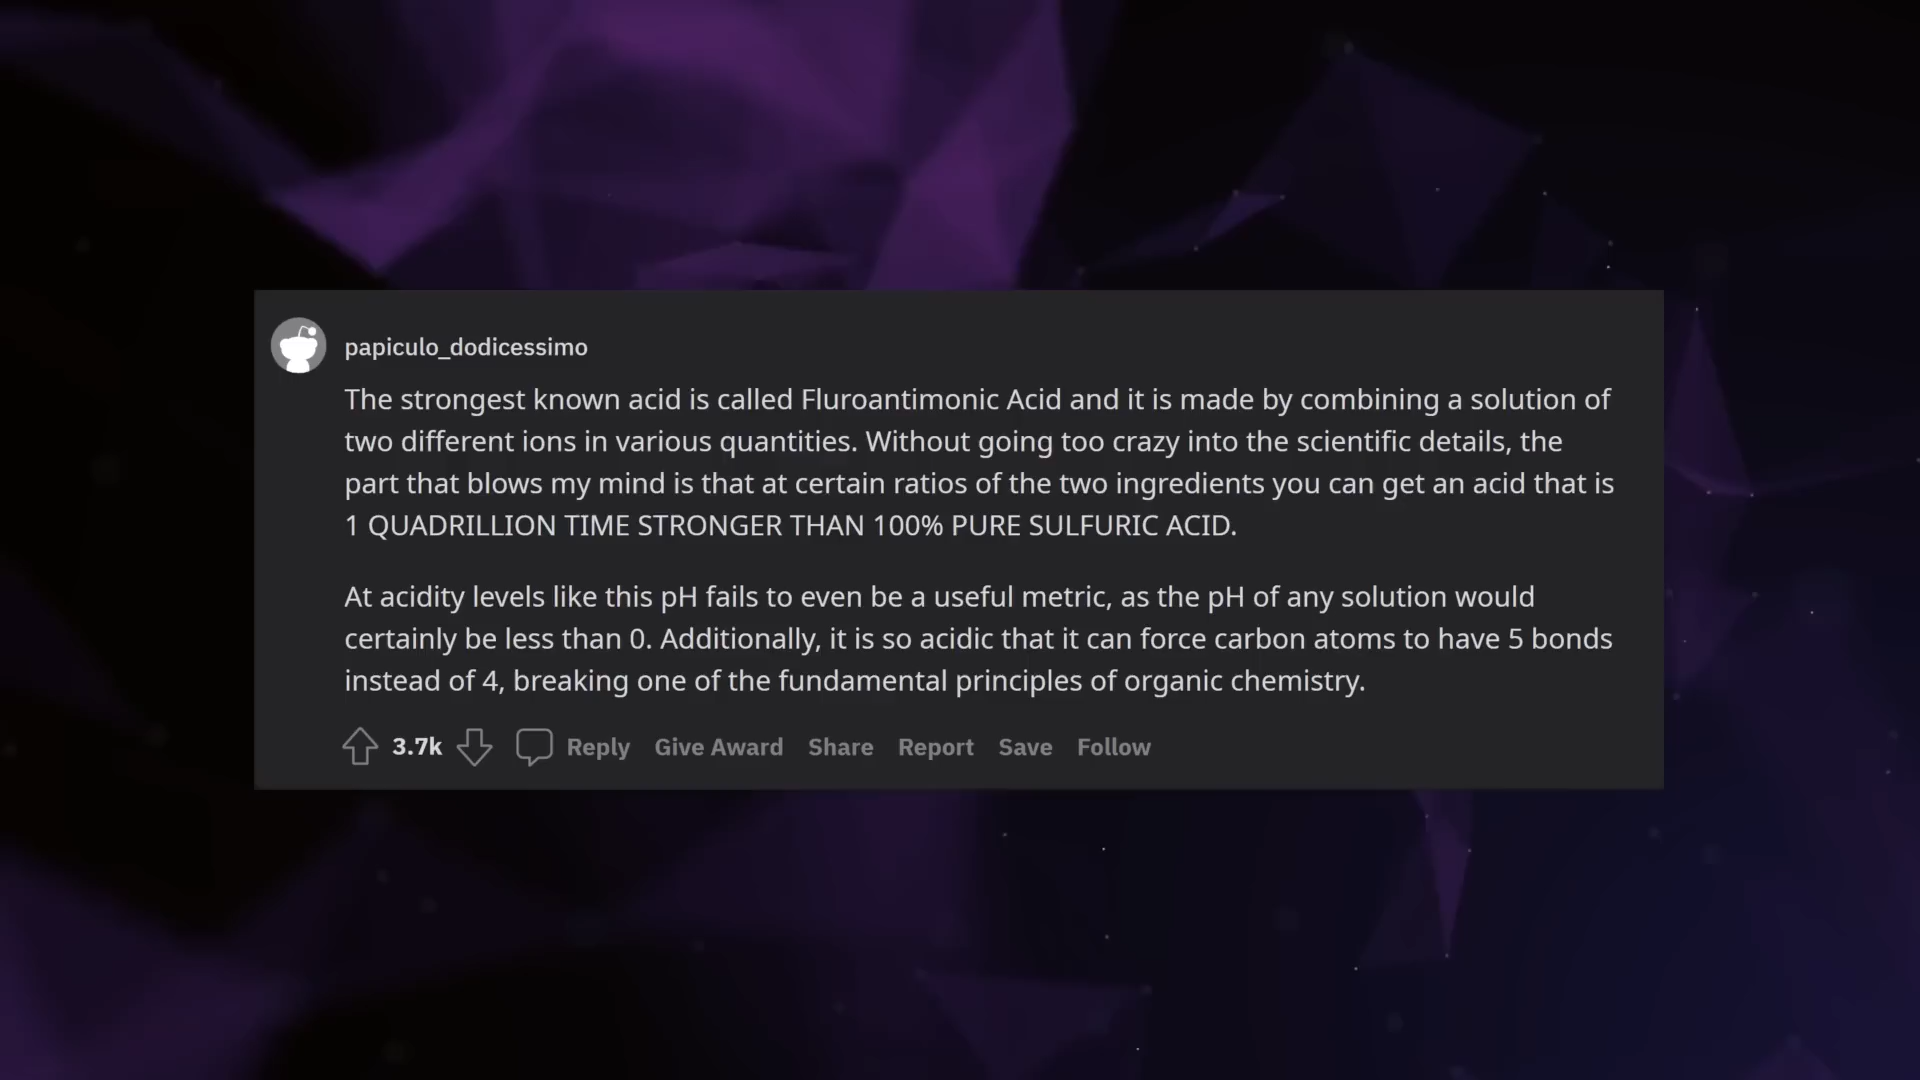 papiculo_dodicessimo
The strongest known acid is called Fluroantimonic Acid and it is made by combining a solution of
two different ions in various quantities. Without going too crazy into the scientific details, the
part that blows my mind is that at certain ratios of the two ingredients you can get an acid that is
1 QUADRILLION TIME STRONGER THAN 100% PURE SULFURIC ACID.
At acidity levels like this pH fails to even be a useful metric, as the pH of any solution would
certainly be less than 0. Additionally, it is so acidic that it can force carbon atoms to have 5 bonds
instead of 4, breaking one of the fundamental principles of organic chemistry.
3.7k Reply Give Award Share Report Save Follow